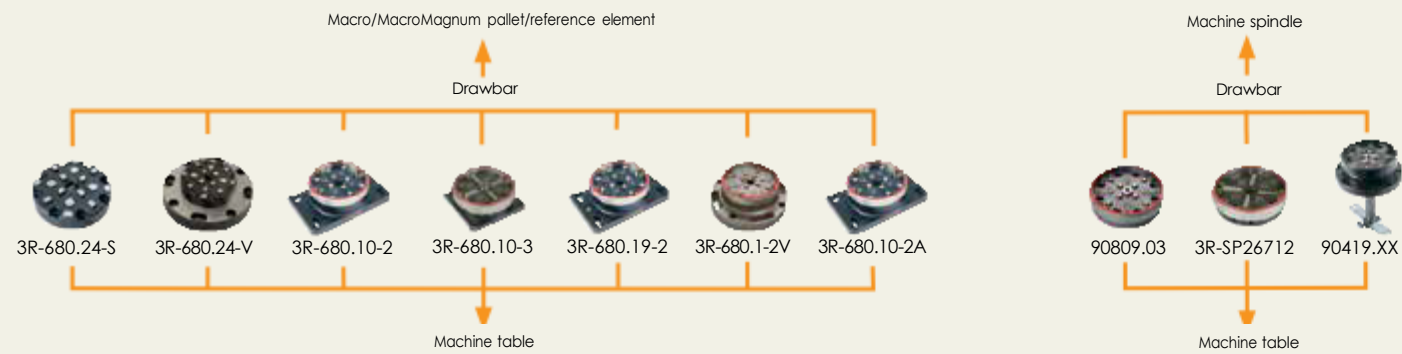 Macro/MacroMagnum pallet/reference element
Drawbar
3R-680.24-S 3R-680.24-V 3R-680.10-2 3R-680.10-3 3R-680.19-2 3R-680.1-2V 3R-680.10-2A
Machine table
Machine spindle
Drawbar
90809.03 3R-SP26712 90419.XX
Machine table